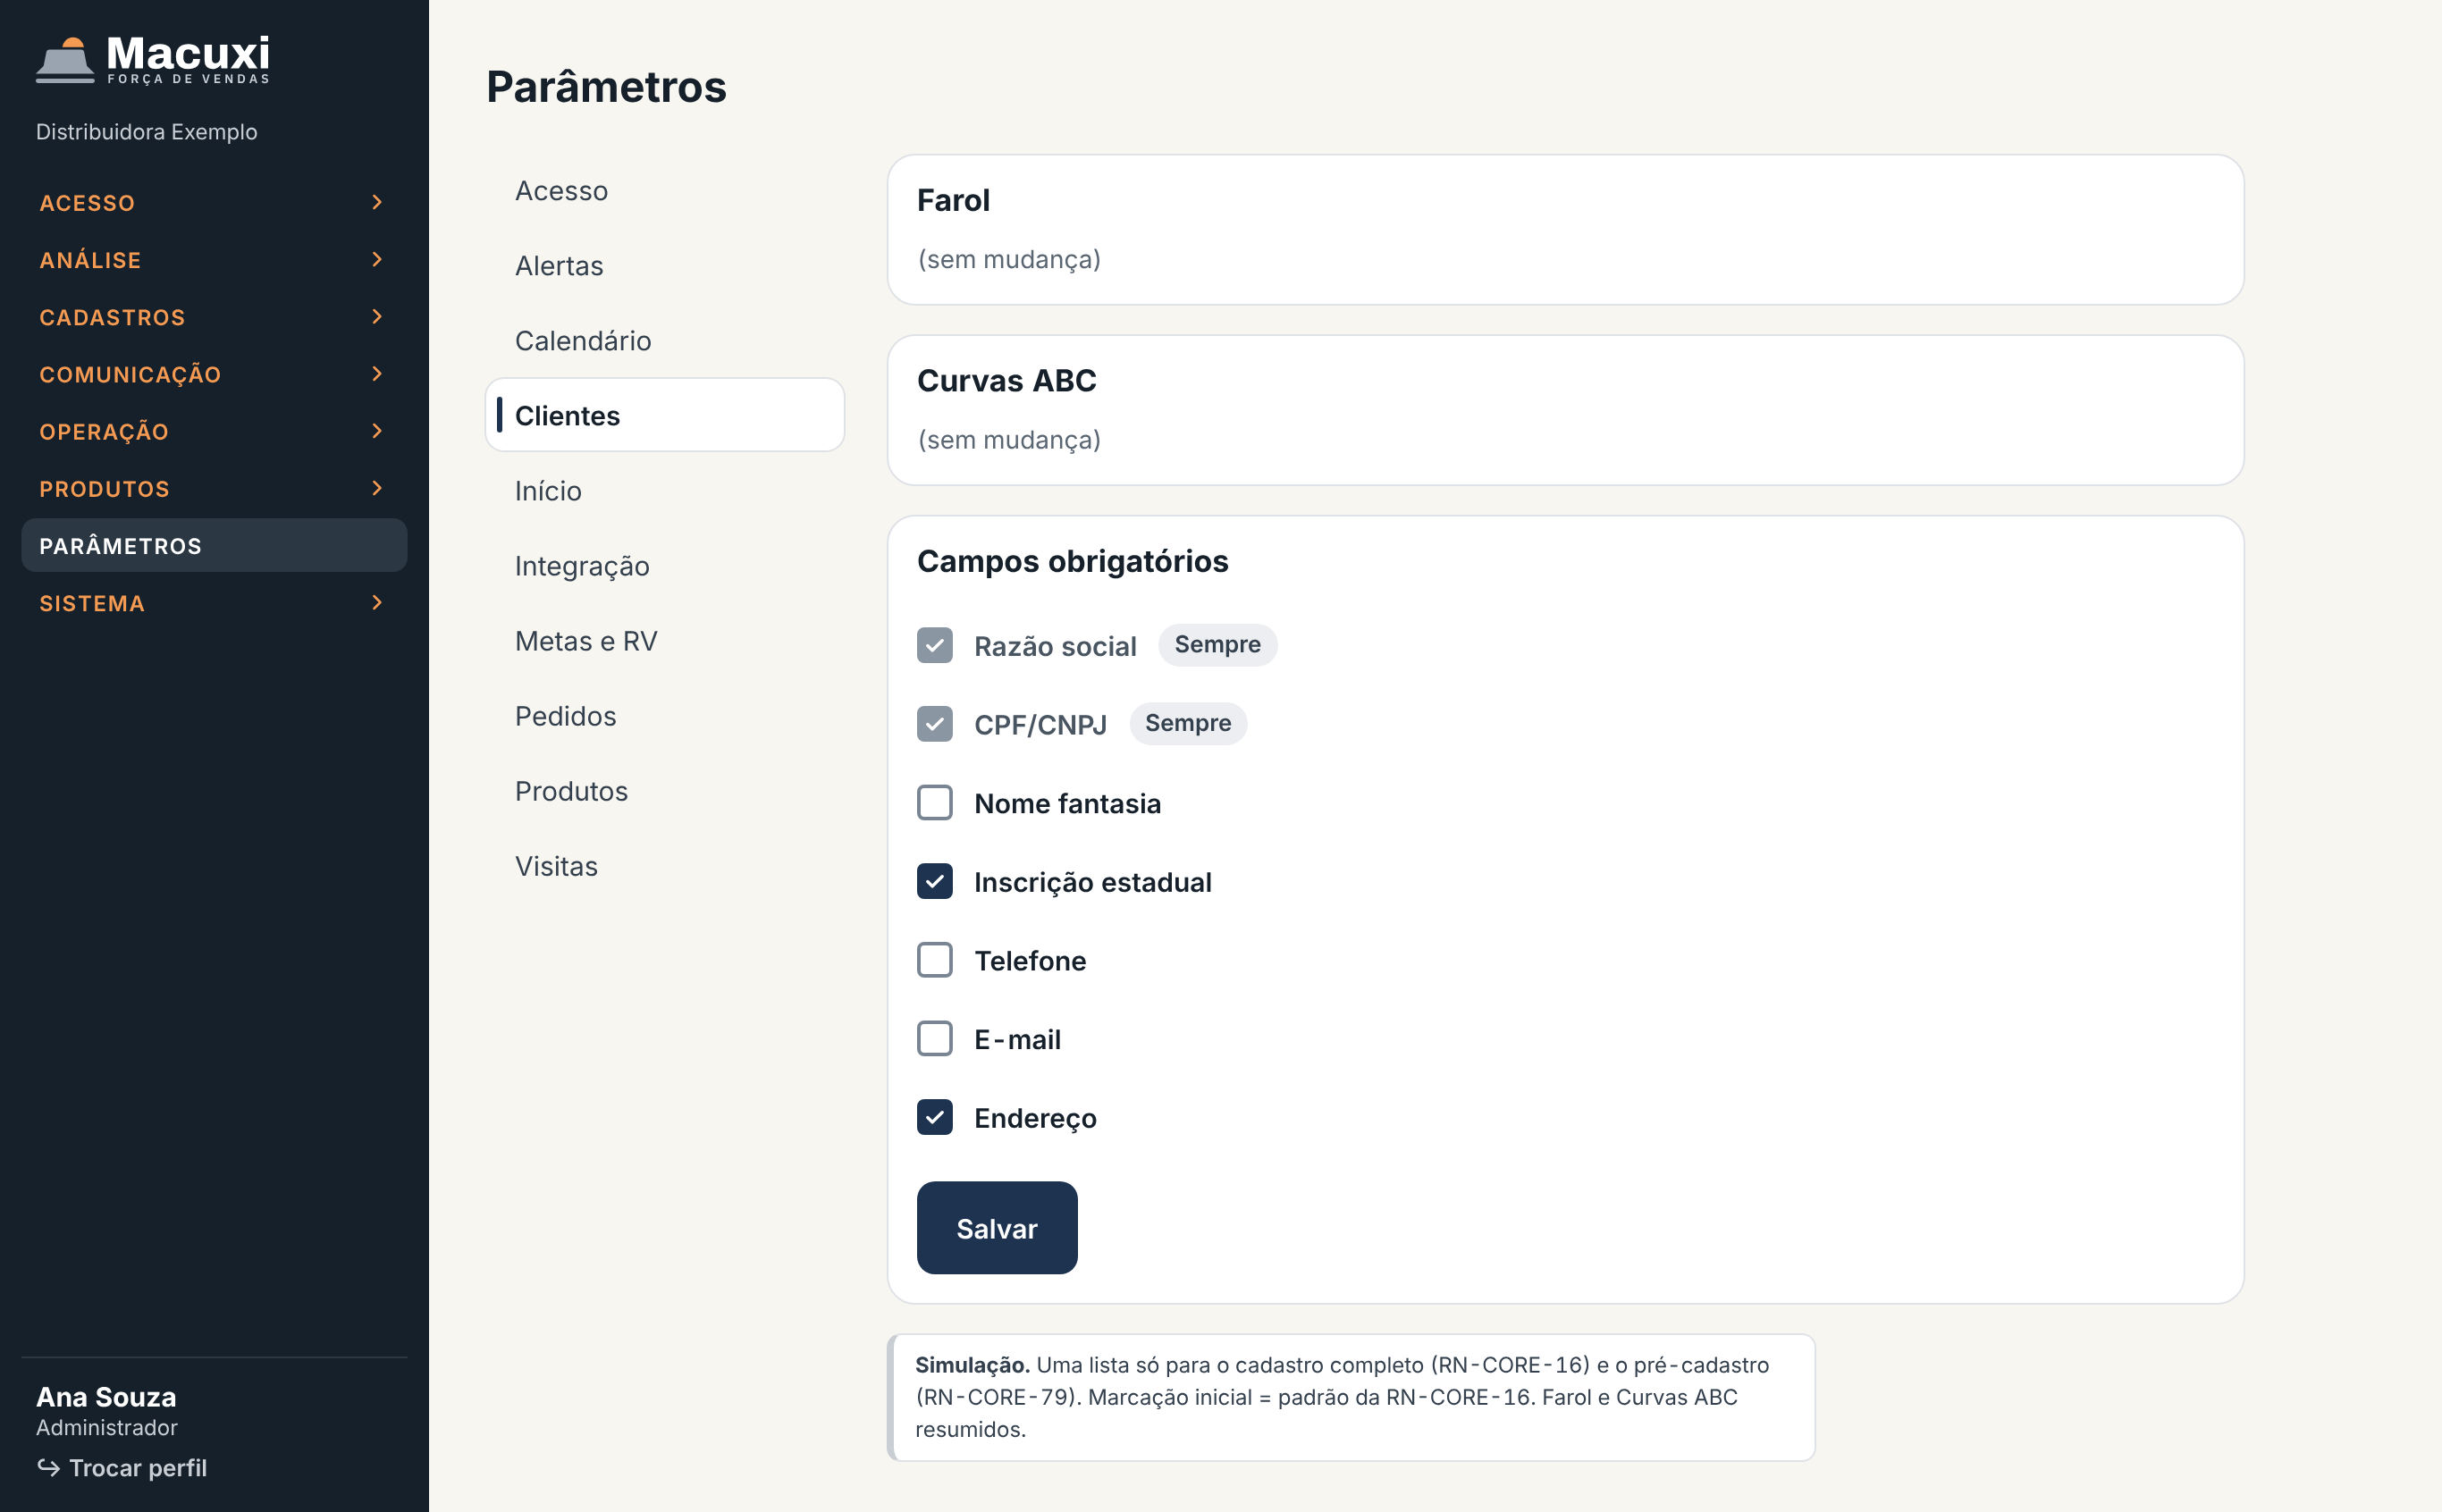 Macuxi
FORÇA DE VENDAS
Distribuidora Exemplo
ACESSO
ANÁLISE
CADASTROS
COMUNICAÇÃO
OPERAÇÃO
PRODUTOS
PARÂMETROS
SISTEMA
Ana Souza
Administrador
Trocar perfil
Parâmetros
Acesso
Alertas
Calendário
Clientes
Início
Integração
Metas e RV
Pedidos
Produtos
Visitas
Farol
(sem mudança)
Curvas ABC
(sem mudança)
Campos obrigatórios
Razão social Sempre
CPF/CNPJ Sempre
Nome fantasia
Inscrição estadual
Telefone
E-mail
Endereço
Salvar
Simulação. Uma lista só para o cadastro completo (RN-CORE-16) e o pré-cadastro
(RN-CORE-79). Marcação inicial = padrão da RN-CORE-16. Farol e Curvas ABC
resumidos.